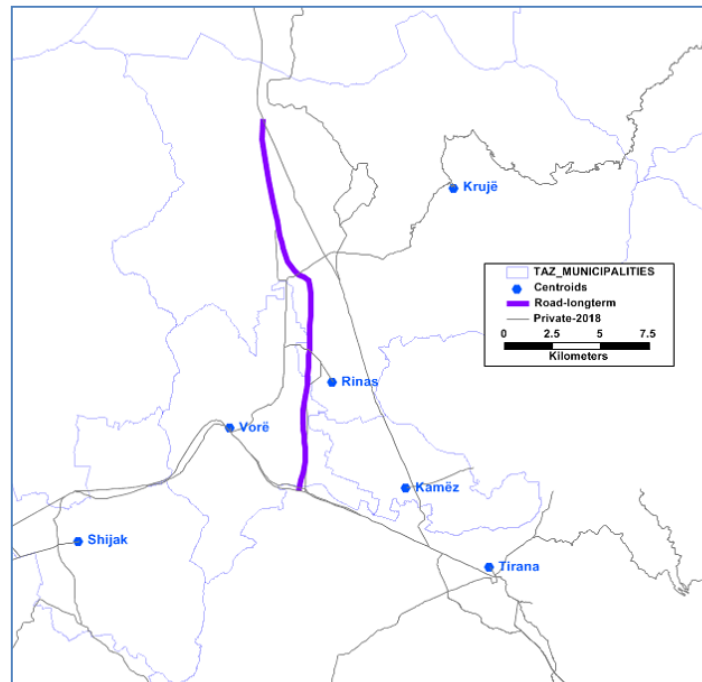 Krujë
TAZ_MUNICIPALITIES
Centroids
Road-longterm
Private-2018
0 2.5 5 7.5
Kilometers
Rinas
Vorë
Kamëz
Shijak
Tirana